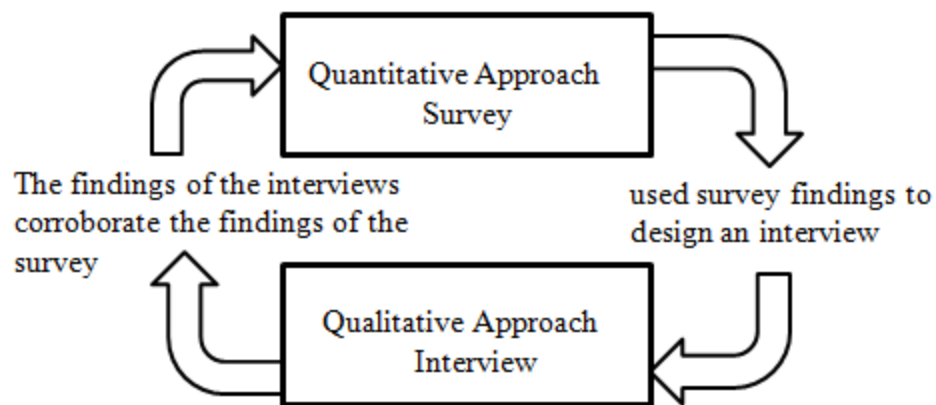 Quantitative Approach
Survey
The findings of the interviews
corroborate the findings of the
survey
used survey findings to
design an interview
Qualitative Approach
Interview